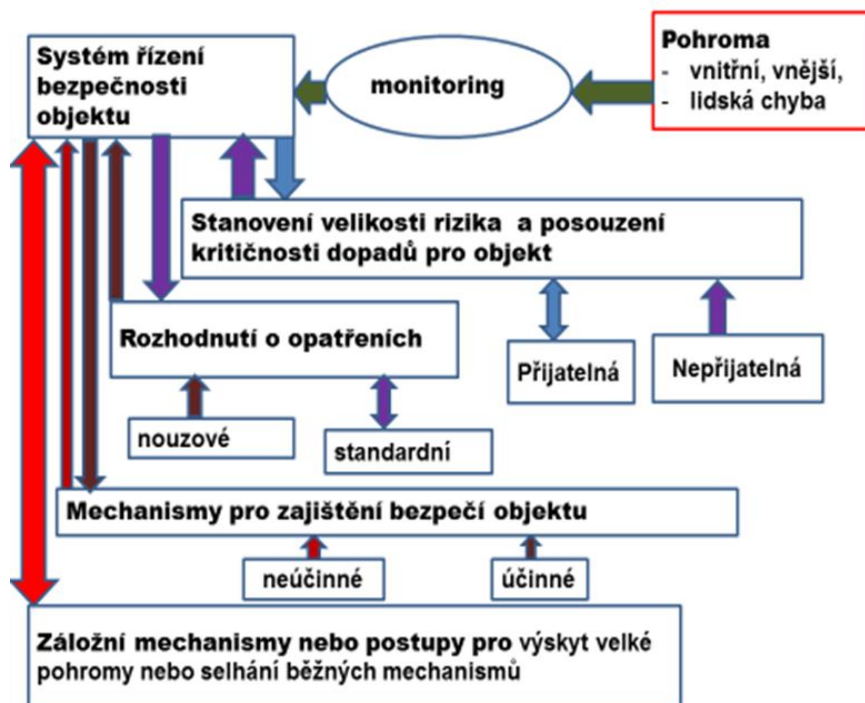 Systém řízení
bezpečnosti
objektu
monitoring
Pohroma
- vnitřní, vnější,
- lidská chyba
Stanovení velikosti rizika a posouzení
kritičnosti dopadů pro objekt
Rozhodnutí o opatřeních
Přijatelná
Nepřijatelná
nouzové
standardní
Mechanismy pro zajištění bezpečí objektu
neúčinné
účinné
Záložní mechanismy nebo postupy pro výskyt velké
pohromy nebo selhání běžných mechanismů